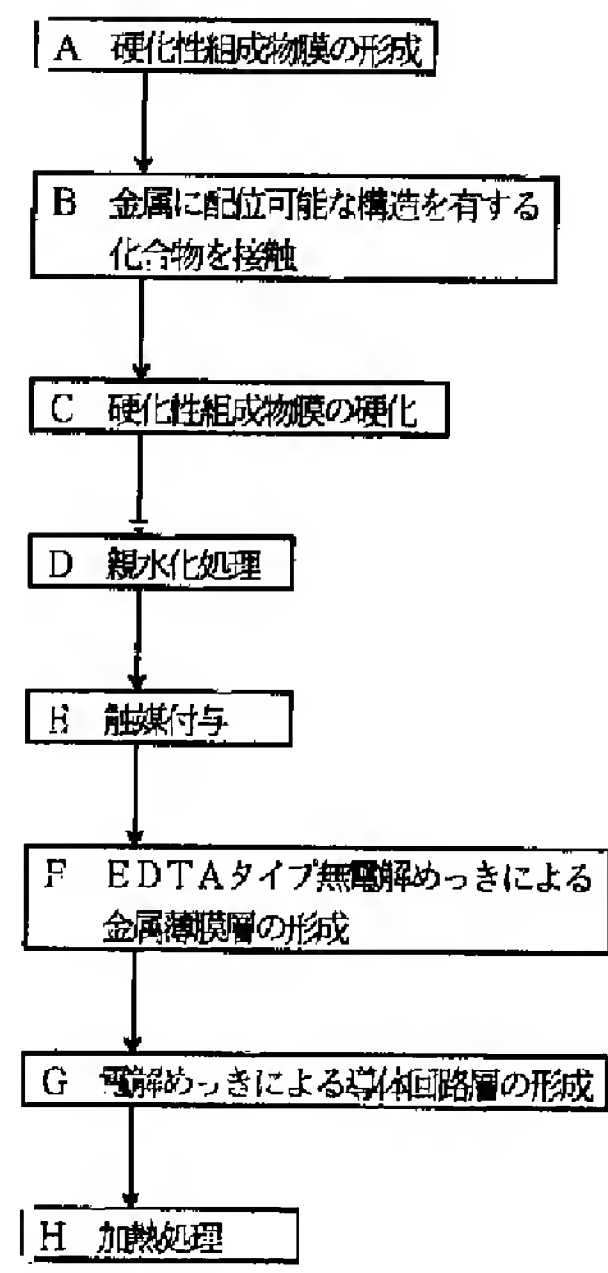 A 硬化性組成物膜の形成
B 金属に配位可能な構造を有する
化合物を接触
C 硬化性組成物膜の硬化
D 親水化処理
E 触媒付与
F EDTAタイプ無電解めっきによる
金属薄膜層の形成
G 電解めっきによる導体回路層の形成
H 加熱処理